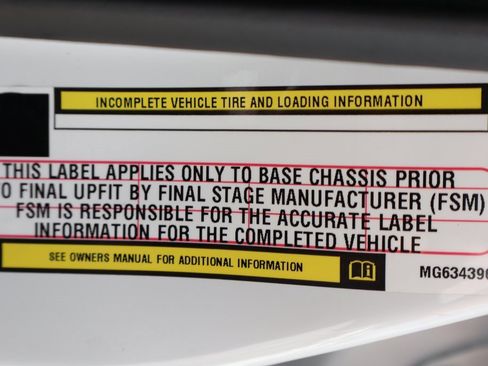 INCOMPLETE VEHICLE TIRE AND LOADING INFORMATION
THIS LABEL APPLIES ONLY TO BASE CHASSIS PRIOR
TO FINAL UPFIT BY FINAL STAGE MANUFACTURER (FSM)
FSM IS RESPONSIBLE FOR THE ACCURATE LABEL
INFORMATION FOR THE COMPLETED VEHICLE
SEE OWNERS MANUAL FOR ADDITIONAL INFORMATION
MG634390